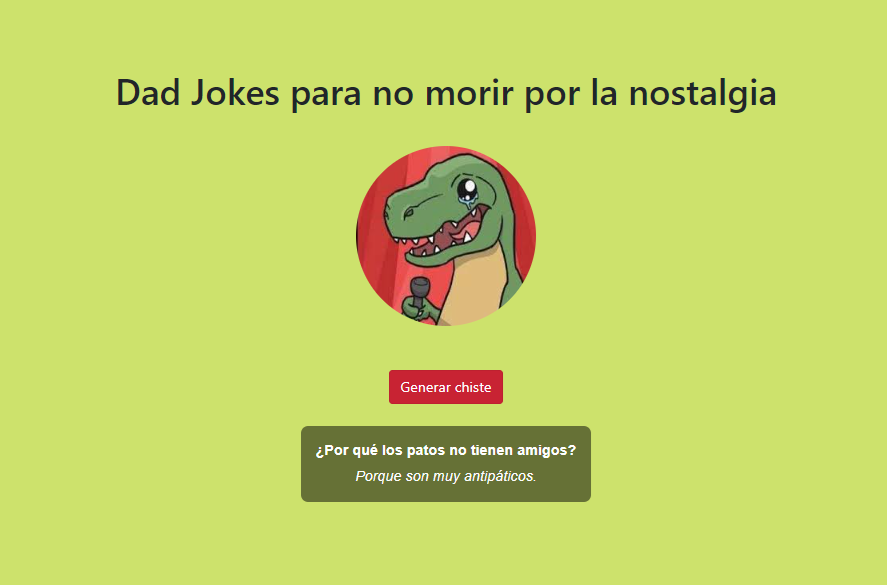 Dad Jokes para no morir por la nostalgia
Generar chiste
¿Por qué los patos no tienen amigos?
Porque son muy antipáticos.